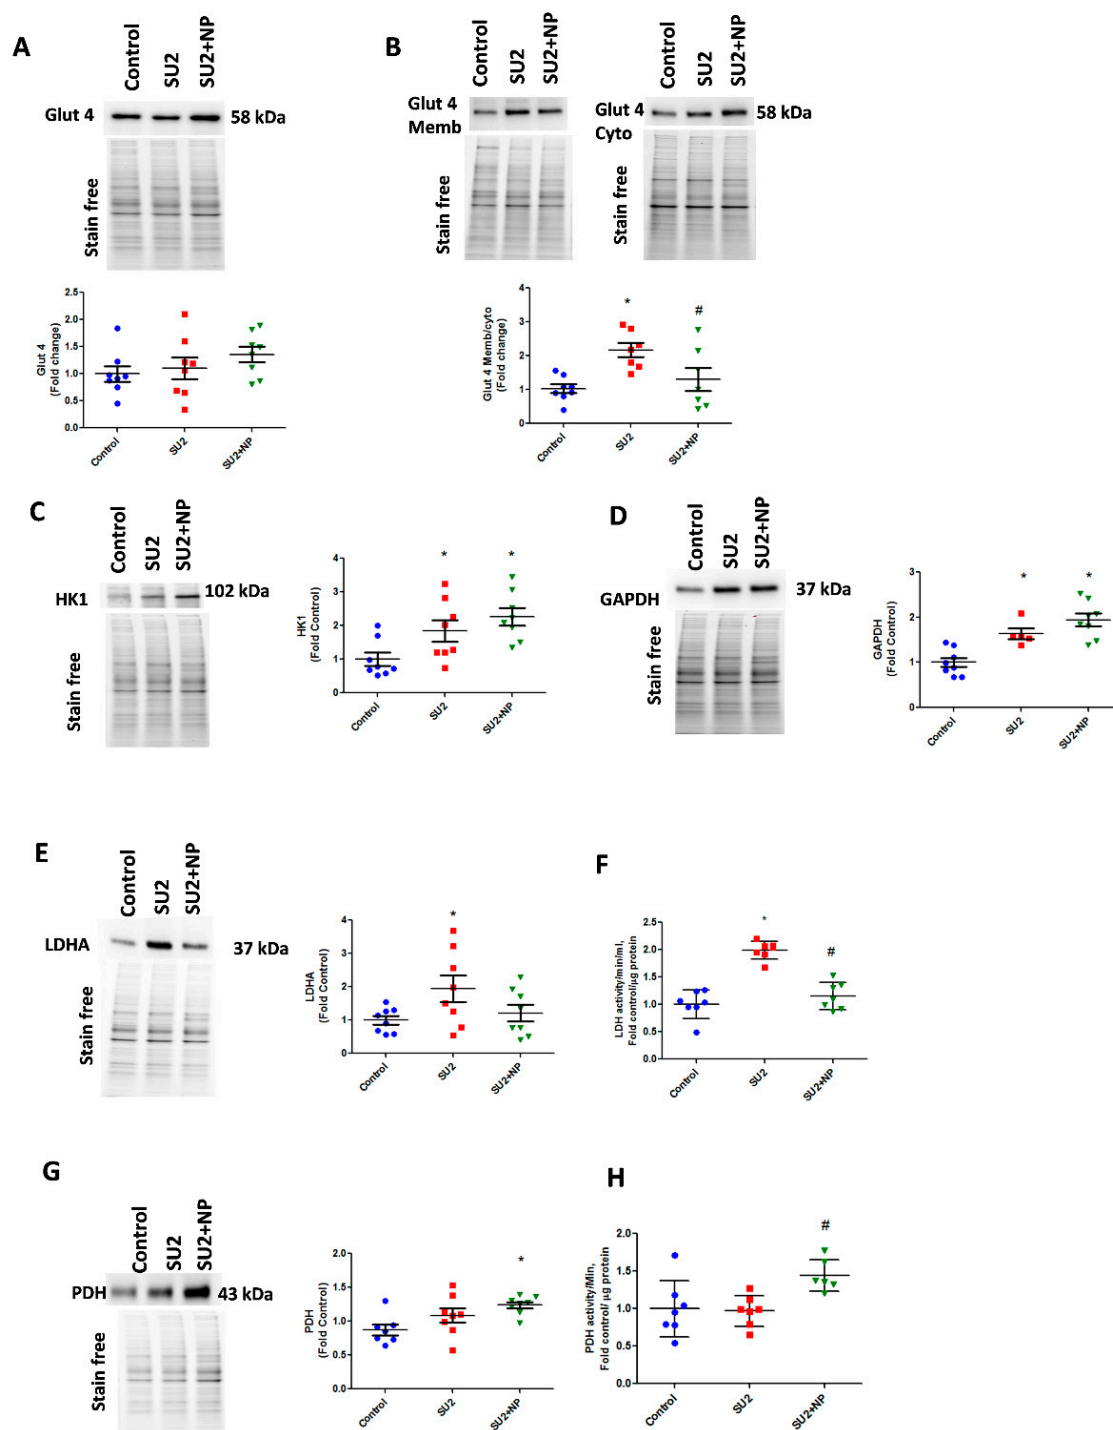 A
Control
SU2
SU2+NP
Glut 4
58 kDa
Stain free
Glut 4
(Fold change)
2.5
2.0
1.5
1.0
0.5
0.0
Control
SU2
SU2+NP
B
Control
SU2
SU2+NP
Glut 4
Memb
Stain free
Control
SU2
SU2+NP
Glut 4
Cyto
58 kDa
Stain free
Glut 4 Memb/cyto
(Fold change)
4
3
2
1
0
*
#
Control
SU2
SU2+NP
C
Control
SU2
SU2+NP
HK1
102 kDa
Stain free
HK1
(Fold Control)
4
3
2
1
0
*
*
Control
SU2
SU2+NP
D
Control
SU2
SU2+NP
GAPDH
37 kDa
Stain free
GAPDH
(Fold Control)
3
2
1
0
*
*
Control
SU2
SU2+NP
E
Control
SU2
SU2+NP
LDHA
37 kDa
Stain free
LDHA
(Fold Control)
4
3
2
1
0
*
Control
SU2
SU2+NP
F
LDH activity/min/ml,
Fold control/µg protein
2.5
2.0
1.5
1.0
0.5
0.0
*
#
Control
SU2
SU2+NP
G
Control
SU2
SU2+NP
PDH
43 kDa
Stain free
PDH
(Fold Control)
2.0
1.5
1.0
0.5
0.0
*
Control
SU2
SU2+NP
H
PDH activity/Min,
Fold control/ µg protein
2.0
1.5
1.0
0.5
0.0
#
Control
SU2
SU2+NP